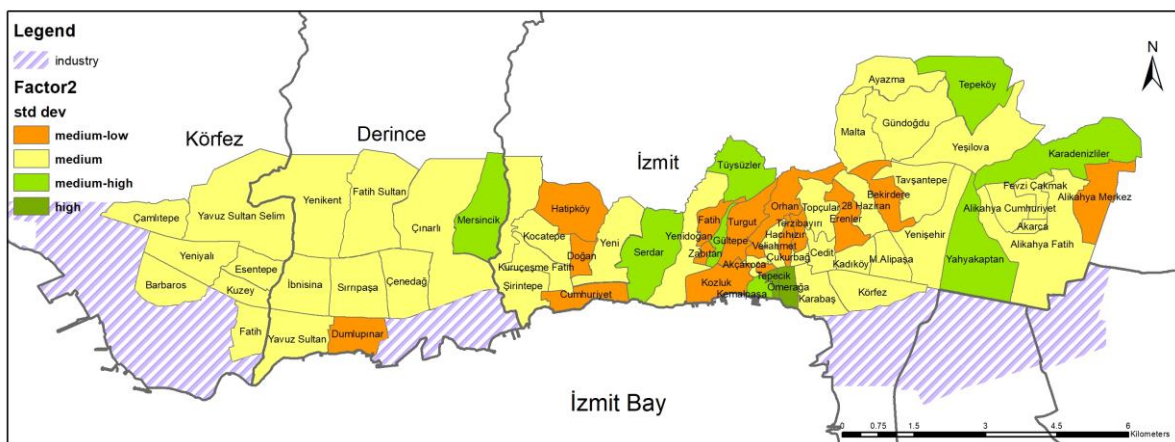 Legend
industry
Factor2
std dev
medium-low
medium
medium-high
high
Körfez
Derince
İzmit
İzmit Bay
N
Çamlıtepe
Yavuz Sultan Selim
Yeniyalı
Esentepe
Barbaros
Kuzey
Fatih
Yenikent
Fatih Sultan
Çınarlı
Mersincik
İbnisina
Sırrıpaşa
Çenedağ
Yavuz Sultan
Dumlupınar
Hatipköy
Kocatepe
Doğan
Yeni
Kuruçeşme Fatih
Şirintepe
Cumhuriyet
Serdar
Tüysüzler
Fatih
Turgut
Yenidoğan
Gültepe
Zabıtan
Orhan
Topçular
Terzibayırı
Hacıhızır
Veliahmet
Çukurbağ
Akçakoca
Kozluk
Tepecik
Kemalpaşa
Ömerağa
Karabaş
Cedit
Kadıköy
M.Alipaşa
Körfez
Erenler
28 Haziran
Bekirdere
Tavşantepe
Yenişehir
Malta
Ayazma
Gündoğdu
Tepeköy
Yeşilova
Karadenizliler
Fevzi Çakmak
Alikahya Merkez
Alikahya Cumhuriyet
Akarca
Alikahya Fatih
Yahyakaptan
0 0.75 1.5 3 4.5 6
Kilometers